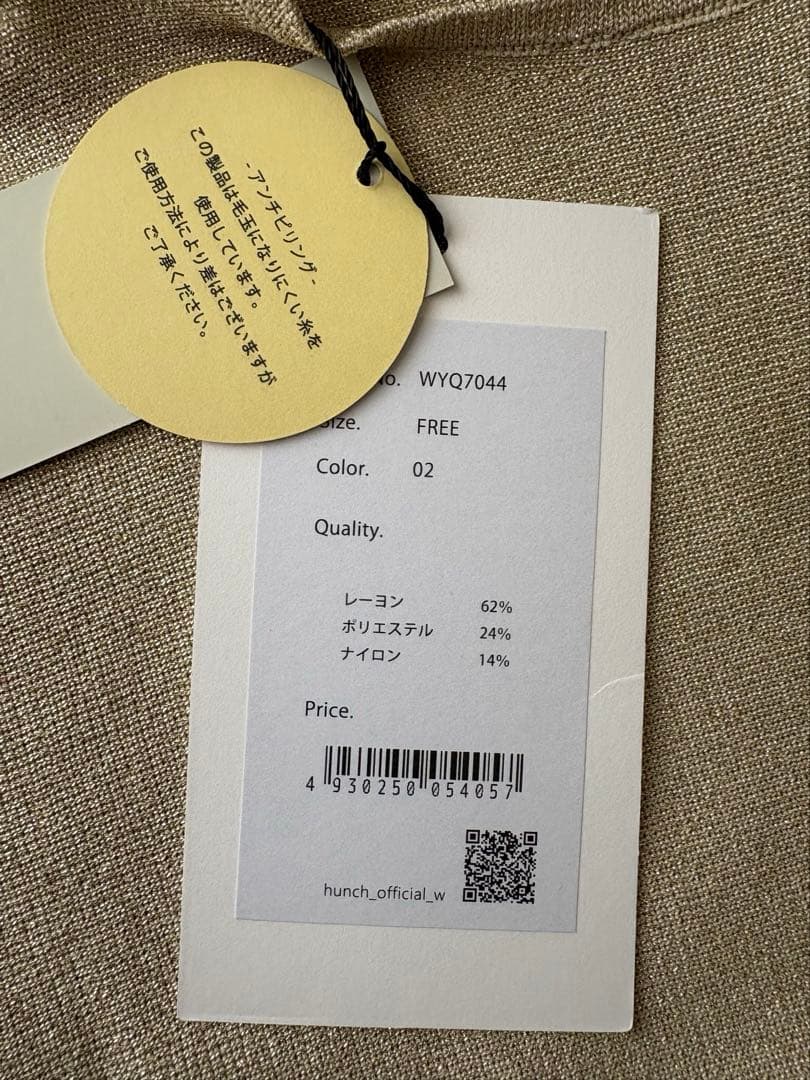 -アンチピリング-
この製品は毛玉になりにくい糸を
使用しています。
ご使用方法により差はございますが
ご了承ください。
No. WYQ7044
Size. FREE
Color. 02
Quality.
レーヨン 62%
ポリエステル 24%
ナイロン 14%
Price.
4 930250 054057
hunch_official_w